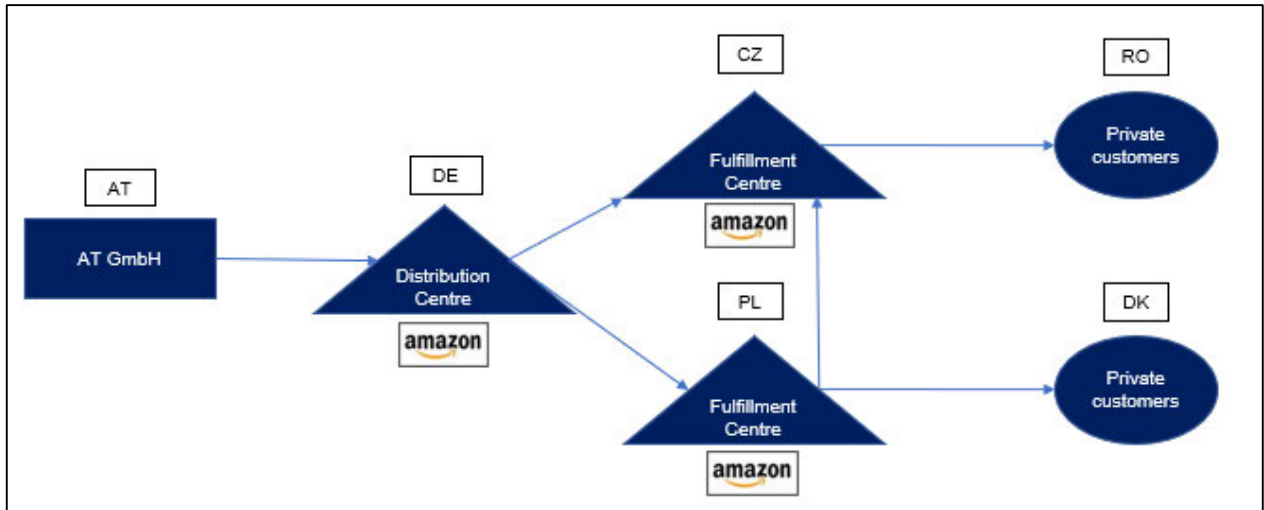 AT
AT GmbH
DE
Distribution
Centre
amazon
CZ
Fulfillment
Centre
amazon
PL
Fulfillment
Centre
amazon
RO
Private
customers
DK
Private
customers